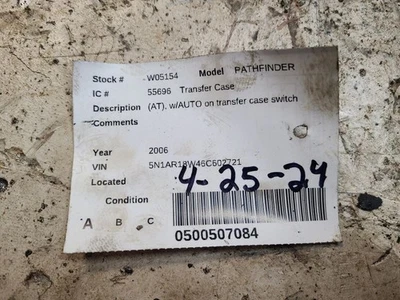 Stock # W05154 Model PATHFINDER
IC # 55696 Transfer Case
Description (AT), w/AUTO on transfer case switch
Comments
Year 2006
VIN 5N1AR18W46C602721
Located 4-25-24
Condition
A B C
0500507084